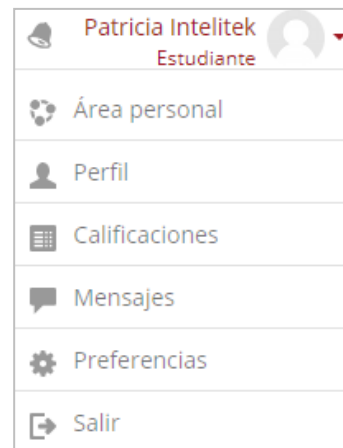 Patricia Intelitek
Estudiante
Área personal
Perfil
Calificaciones
Mensajes
Preferencias
Salir